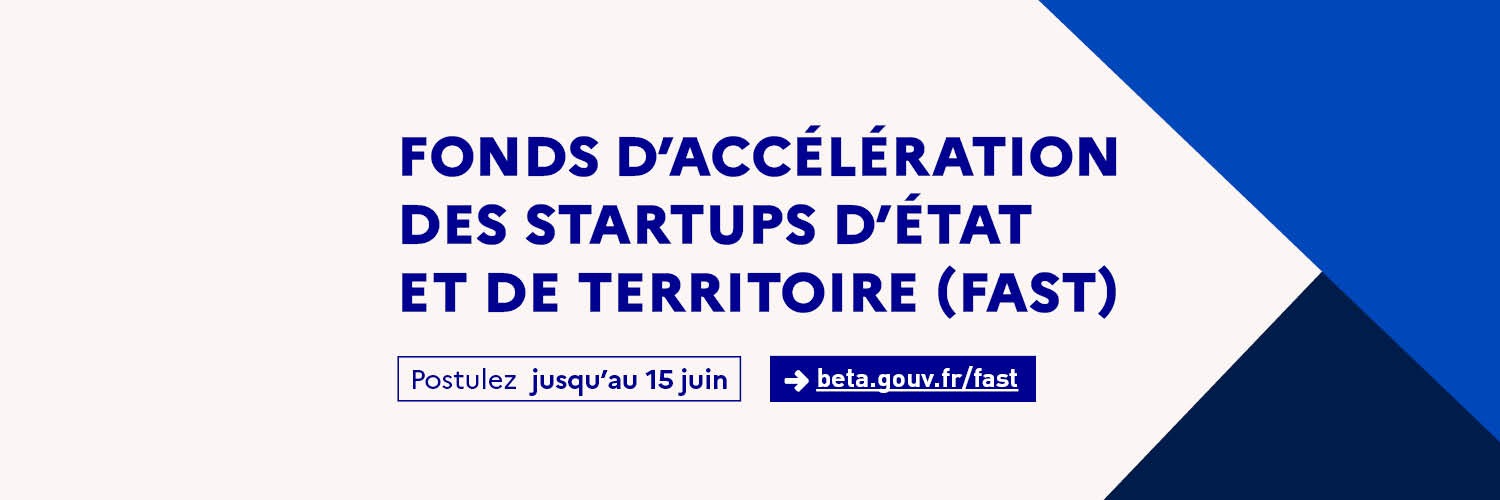 FONDS D’ACCÉLÉRATION
DES STARTUPS D’ÉTAT
ET DE TERRITOIRE (FAST)
Postulez jusqu’au 15 juin
➔ beta.gouv.fr/fast